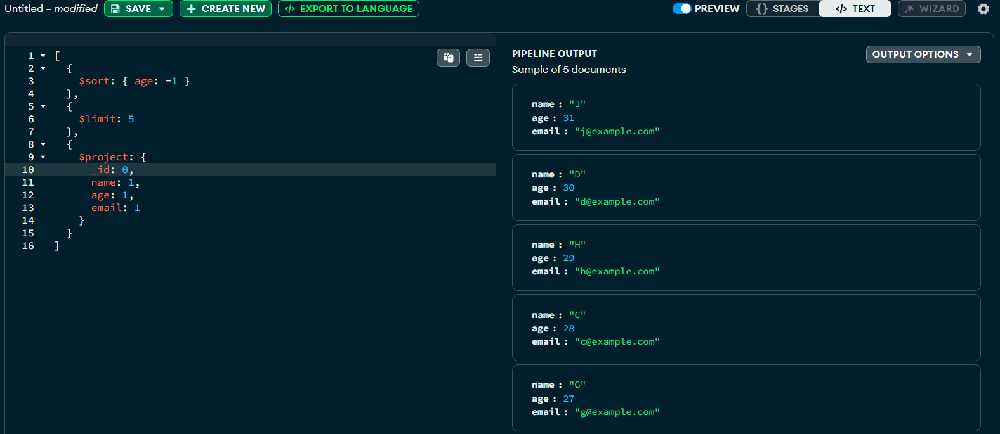 Untitled – modified SAVE + CREATE NEW </> EXPORT TO LANGUAGE PREVIEW {} STAGES </> TEXT WIZARD
1 [
2 {
3 $sort: { age: -1 }
4 },
5 {
6 $limit: 5
7 },
8 {
9 $project: {
10 _id: 0,
11 name: 1,
12 age: 1,
13 email: 1
14 }
15 }
16 ]
PIPELINE OUTPUT
Sample of 5 documents
OUTPUT OPTIONS
name : "J"
age : 31
email : "j@example.com"
name : "D"
age : 30
email : "d@example.com"
name : "H"
age : 29
email : "h@example.com"
name : "C"
age : 28
email : "c@example.com"
name : "G"
age : 27
email : "g@example.com"